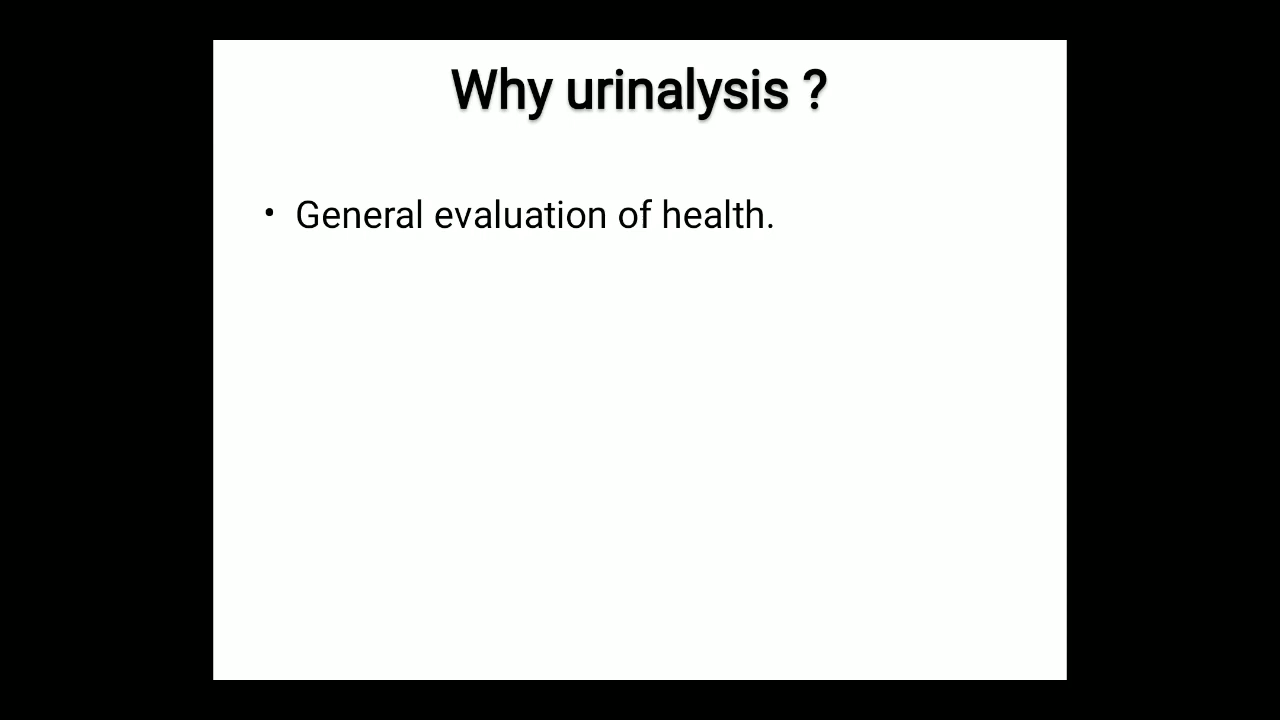 Why urinalysis ?
• General evaluation of health.